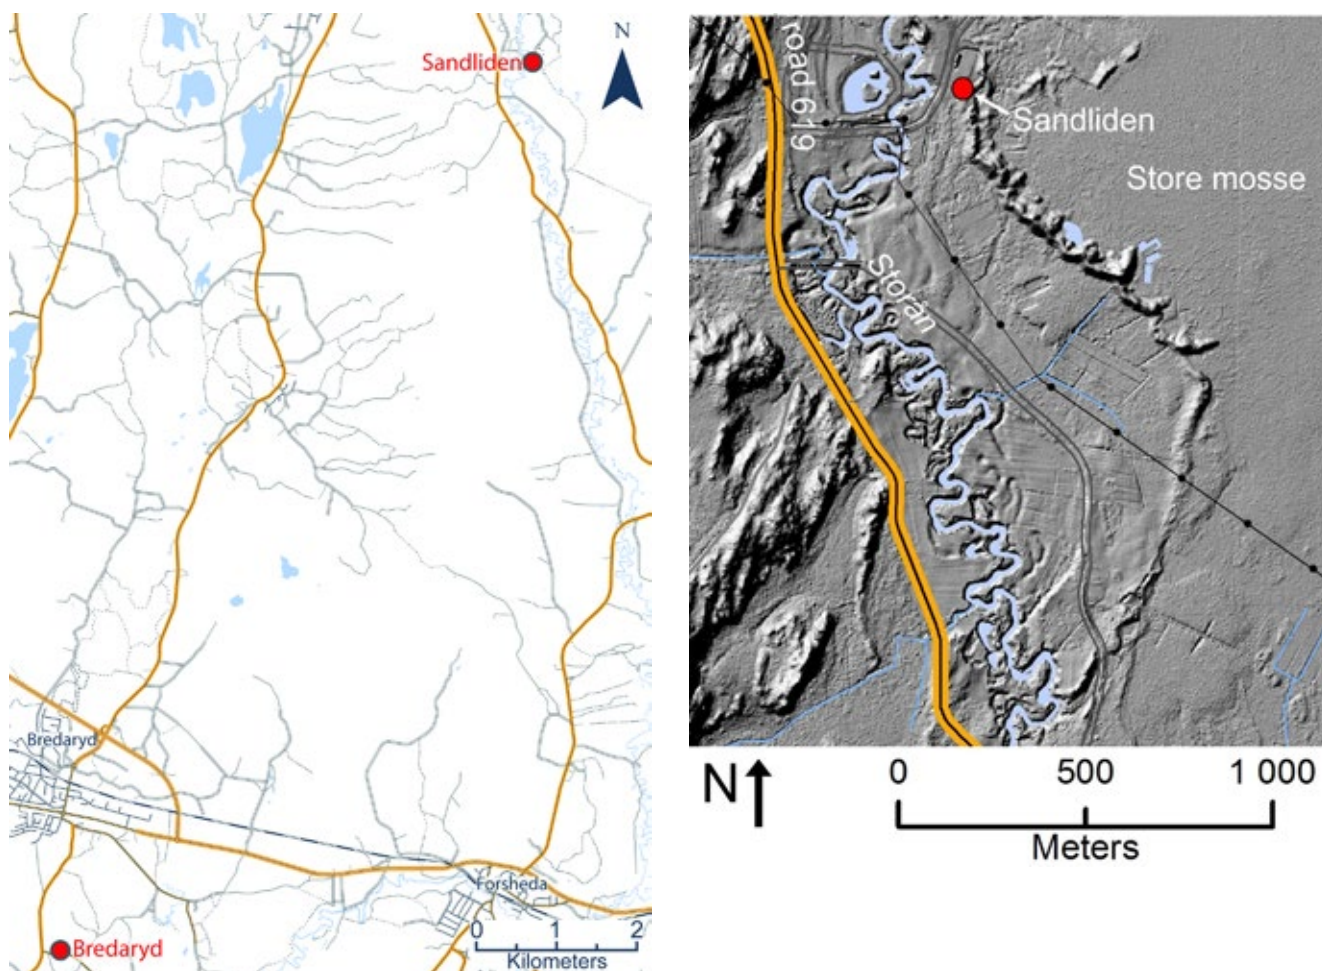 Sandliden
N
Bredaryd
Forsheda
0 1 2
Kilometers
Bredaryd
road 619
Sandliden
Store mosse
Storån
N
0 500 1 000
Meters